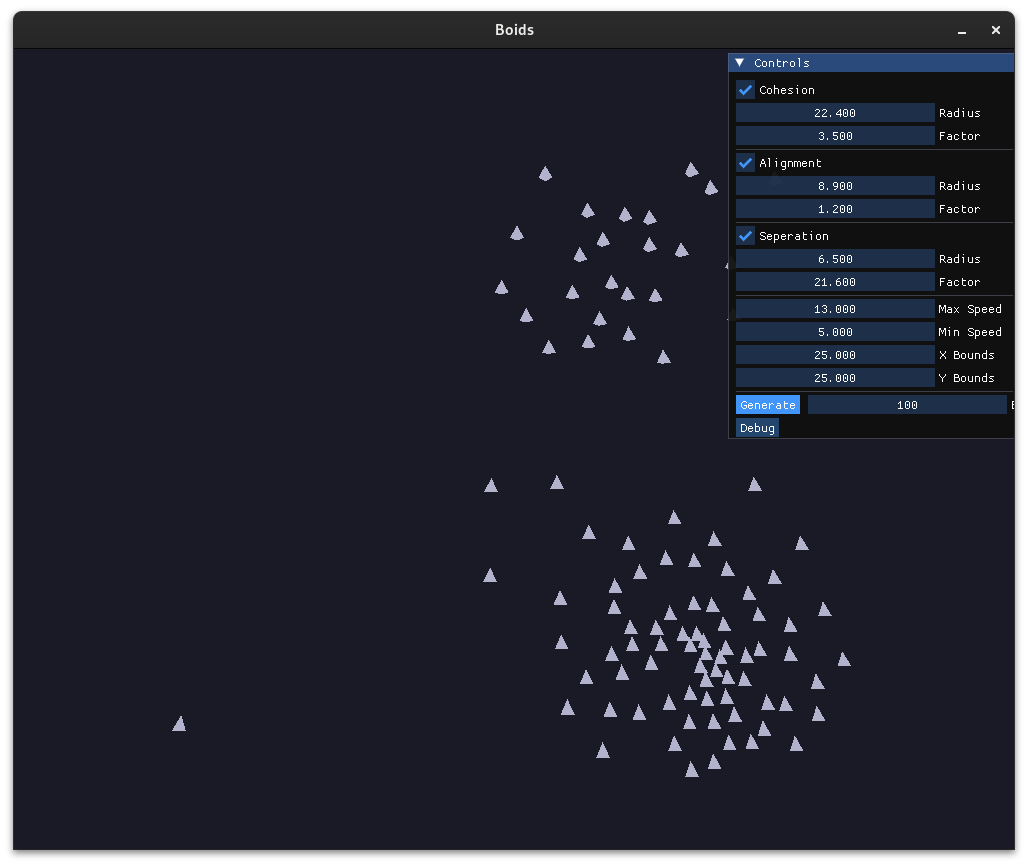 Boids
Controls
Cohesion
22.400 Radius
3.500 Factor
Alignment
8.900 Radius
1.200 Factor
Seperation
6.500 Radius
21.600 Factor
13.000 Max Speed
5.000 Min Speed
25.000 X Bounds
25.000 Y Bounds
Generate 100
Debug